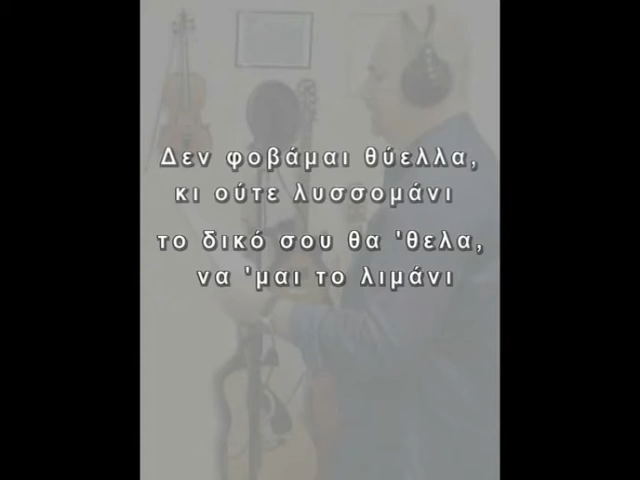 Δεν φοβάμαι θύελλα,
κι ούτε λυσσομάνι
το δικό σου θα 'θελα,
να 'μαι το λιμάνι